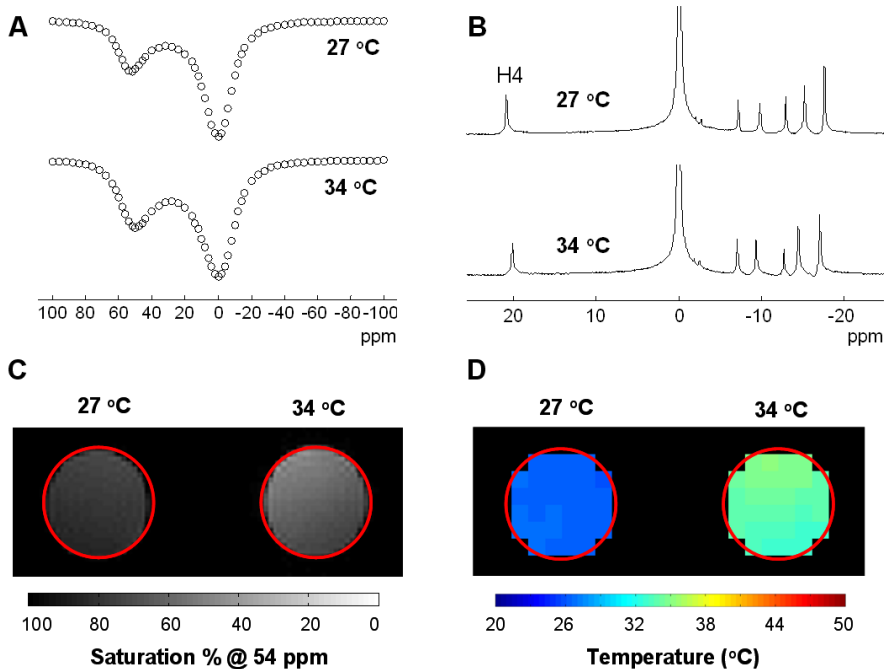 A
27 °C
34 °C
100 80 60 40 20 0 -20 -40 -60 -80 -100
ppm
B
H4
27 °C
34 °C
20 10 0 -10 -20
ppm
C
27 °C 34 °C
100 80 60 40 20 0
Saturation % @ 54 ppm
D
27 °C 34 °C
20 26 32 38 44 50
Temperature (°C)